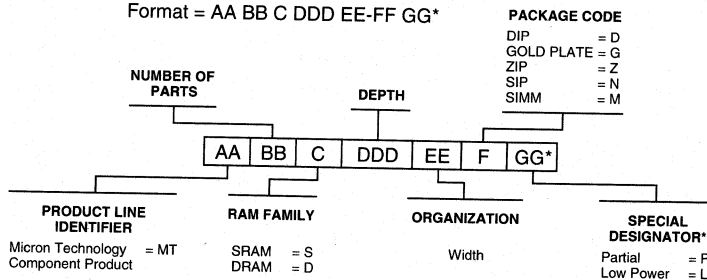 Format = AA BB C DDD EE-FF GG*
PACKAGE CODE
DIP = D
GOLD PLATE = G
ZIP = Z
SIP = N
SIMM = M
NUMBER OF
PARTS
DEPTH
AA BB C DDD EE F GG*
PRODUCT LINE
IDENTIFIER
Micron Technology = MT
Component Product
RAM FAMILY
SRAM = S
DRAM = D
ORGANIZATION
Width
SPECIAL
DESIGNATOR*
Partial = P
Low Power = L